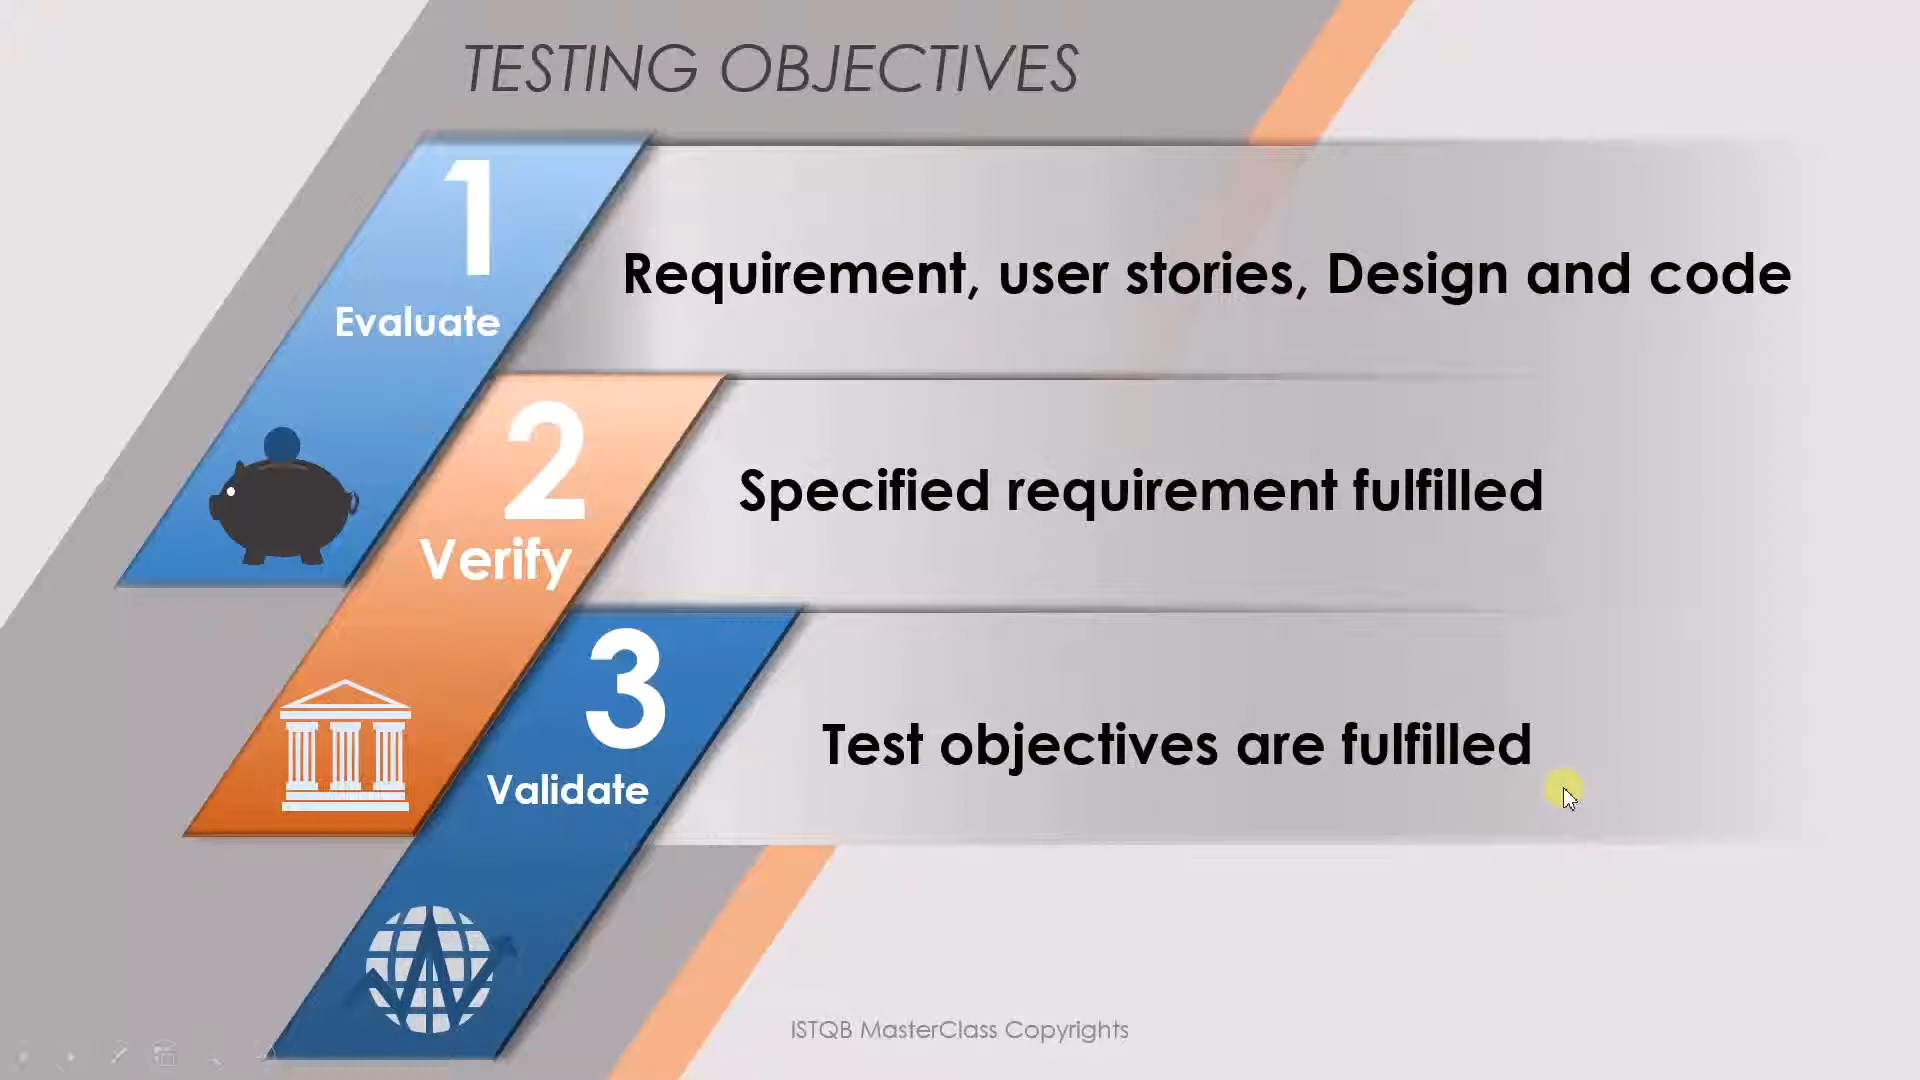 TESTING OBJECTIVES
1
Evaluate
Requirement, user stories, Design and code
2
Verify
Specified requirement fulfilled
3
Validate
Test objectives are fulfilled
ISTQB MasterClass Copyrights